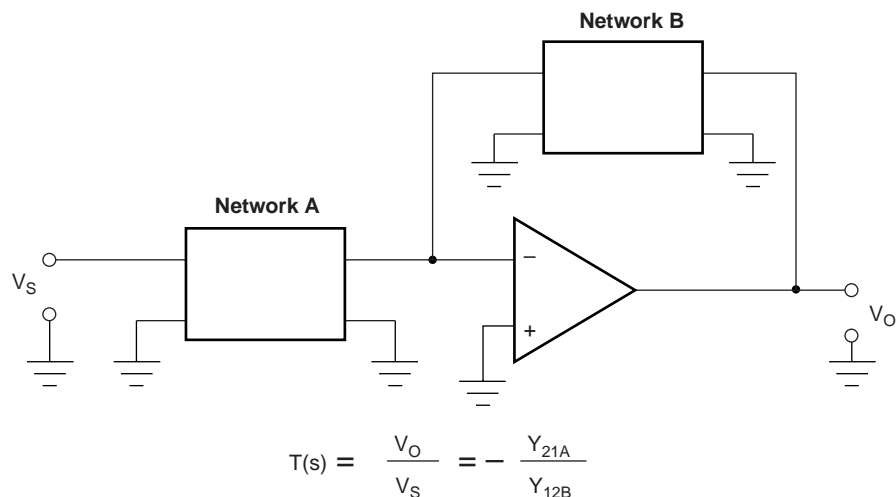 Network B
Network A
V_S
−
+
V_O
T(s) = V_O / V_S = − Y_21A / Y_12B